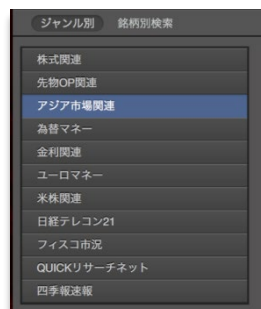 ジャンル別 銘柄別検索
株式関連
先物OP関連
アジア市場関連
為替マネー
金利関連
ユーロマネー
米株関連
日経テレコン21
フィスコ市況
QUICKリサーチネット
四季報速報